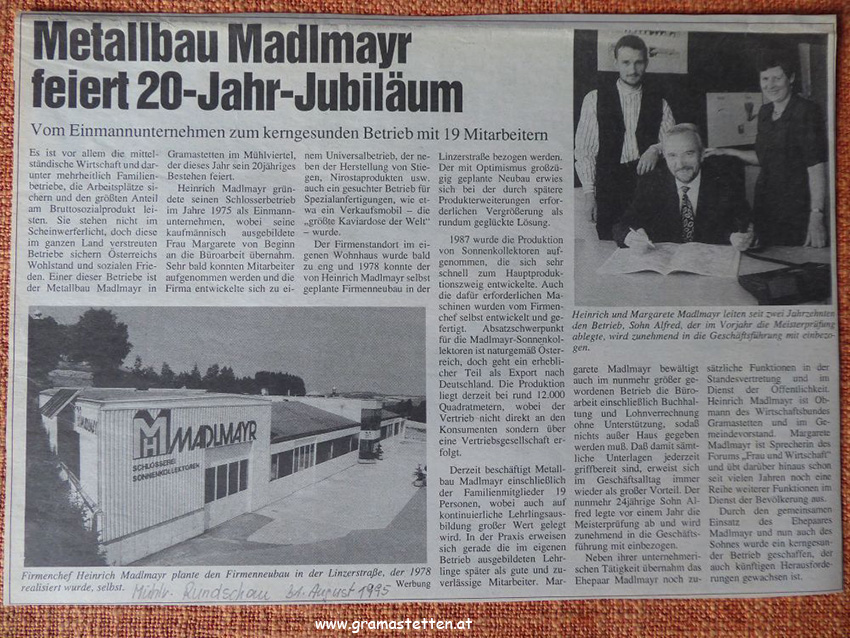 Metallbau Madlmayr
feiert 20-Jahr-Jubiläum
Vom Einmannunternehmen zum kerngesunden Betrieb mit 19 Mitarbeitern
Es ist vor allem die mittel-
ständische Wirtschaft und dar-
unter mehrheitlich Familien-
betriebe, die Arbeitsplätze si-
chern und den größten Anteil
am Bruttosozialprodukt lei-
sten. Sie stehen nicht im
Scheinwerferlicht, doch diese
im ganzen Land verstreuten
Betriebe sichern Österreichs
Wohlstand und sozialen Frie-
den. Einer dieser Betriebe ist
der Metallbau Madlmayr in
Gramastetten im Mühlviertel,
der dieses Jahr sein 20jähriges
Bestehen feiert.
Heinrich Madlmayr grün-
dete seinen Schlosserbetrieb
im Jahre 1975 als Einmann-
unternehmen, wobei seine
kaufmännisch ausgebildete
Frau Margarete von Beginn
an die Büroarbeit übernahm.
Sehr bald konnten Mitarbeiter
aufgenommen werden und die
Firma entwickelte sich zu ei-
nem Universalbetrieb, der ne-
ben der Herstellung von Stie-
gen, Nirostaprodukten usw.
auch ein gesuchter Betrieb für
Spezialanfertigungen, wie et-
wa ein Verkaufsmobil – die
„größte Kaviardose der Welt"
– wurde.
Der Firmenstandort im ei-
genen Wohnhaus wurde bald
zu eng und 1978 konnte der
von Heinrich Madlmayr selbst
geplante Firmenneubau in der
Linzerstraße bezogen werden.
Der mit Optimismus großzü-
gig geplante Neubau erwies
sich bei der durch spätere
Produkterweiterungen erfor-
derlichen Vergrößerung als
rundum geglückte Lösung.
1987 wurde die Produktion
von Sonnenkollektoren auf-
genommen, die sich sehr
schnell zum Hauptproduk-
tionszweig entwickelte. Auch
die dafür erforderlichen Ma-
schinen wurden vom Firmen-
chef selbst entwickelt und ge-
fertigt. Absatzschwerpunkt
für die Madlmayr-Sonnenkol-
lektoren ist naturgemäß Öster-
reich, doch geht ein erhebli-
cher Teil als Export nach
Deutschland. Die Produktion
liegt derzeit bei rund 12.000
Quadratmetern, wobei der
Vertrieb nicht direkt an den
Konsumenten sondern über
eine Vertriebsgesellschaft er-
folgt.
Derzeit beschäftigt Metall-
bau Madlmayr einschließlich
der Familienmitglieder 19
Personen, wobei auch auf
kontinuierliche Lehrlingsaus-
bildung großer Wert gelegt
wird. In der Praxis erweisen
sich gerade die im eigenen
Betrieb ausgebildeten Lehr-
linge später als gute und zu-
verlässige Mitarbeiter. Mar-
Heinrich und Margarete Madlmayr leiten seit zwei Jahrzehnten
den Betrieb, Sohn Alfred, der im Vorjahr die Meisterprüfung
ablegte, wird zunehmend in die Geschäftsführung mit einbezo-
gen.
garete Madlmayr bewältigt
auch im nunmehr größer ge-
wordenen Betrieb die Büro-
arbeit einschließlich Buchhal-
tung und Lohnverrechnung
ohne Unterstützung, sodaß
nichts außer Haus gegeben
werden muß. Daß damit sämt-
liche Unterlagen jederzeit
griffbereit sind, erweist sich
im Geschäftsalltag immer
wieder als großer Vorteil. Der
nunmehr 24jährige Sohn Al-
fred legte vor einem Jahr die
Meisterprüfung ab und wird
zunehmend in die Geschäfts-
führung mit einbezogen.
Neben ihrer unternehmeri-
schen Tätigkeit übernahm das
Ehepaar Madlmayr noch zu-
sätzliche Funktionen in der
Standesvertretung und im
Dienst der Öffentlichkeit.
Heinrich Madlmayr ist Ob-
mann des Wirtschaftsbundes
Gramastetten und im Ge-
meindevorstand. Margarete
Madlmayr ist Sprecherin des
Forums „Frau und Wirtschaft"
und übt darüber hinaus schon
seit vielen Jahren noch eine
Reihe weiterer Funktionen im
Dienst der Bevölkerung aus.
Durch den gemeinsamen
Einsatz des Ehepaares
Madlmayr und nun auch des
Sohnes wurde ein kerngesun-
der Betrieb geschaffen, der
auch künftigen Herausforde-
rungen gewachsen ist.
MADLMAYR
SCHLOSSEREI
SONNENKOLLEKTOREN
Firmenchef Heinrich Madlmayr plante den Firmenneubau in der Linzerstraße, der 1978
realisiert wurde, selbst.
Werbung
Mühlv. Rundschau 31. August 1995
www.gramastetten.at